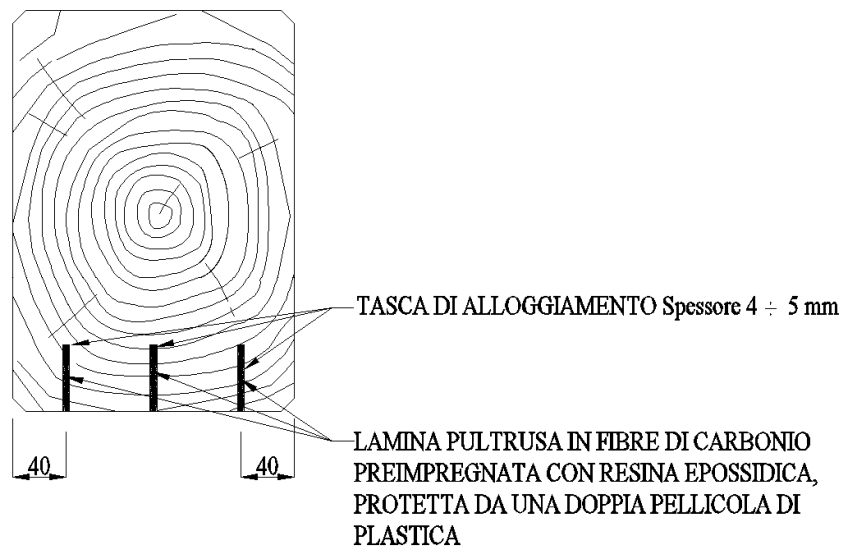 TASCA DI ALLOGGIAMENTO Spessore 4 ÷ 5 mm
LAMINA PULTRUSA IN FIBRE DI CARBONIO
PREIMPREGNATA CON RESINA EPOSSIDICA,
PROTETTA DA UNA DOPPIA PELLICOLA DI
PLASTICA
40
40